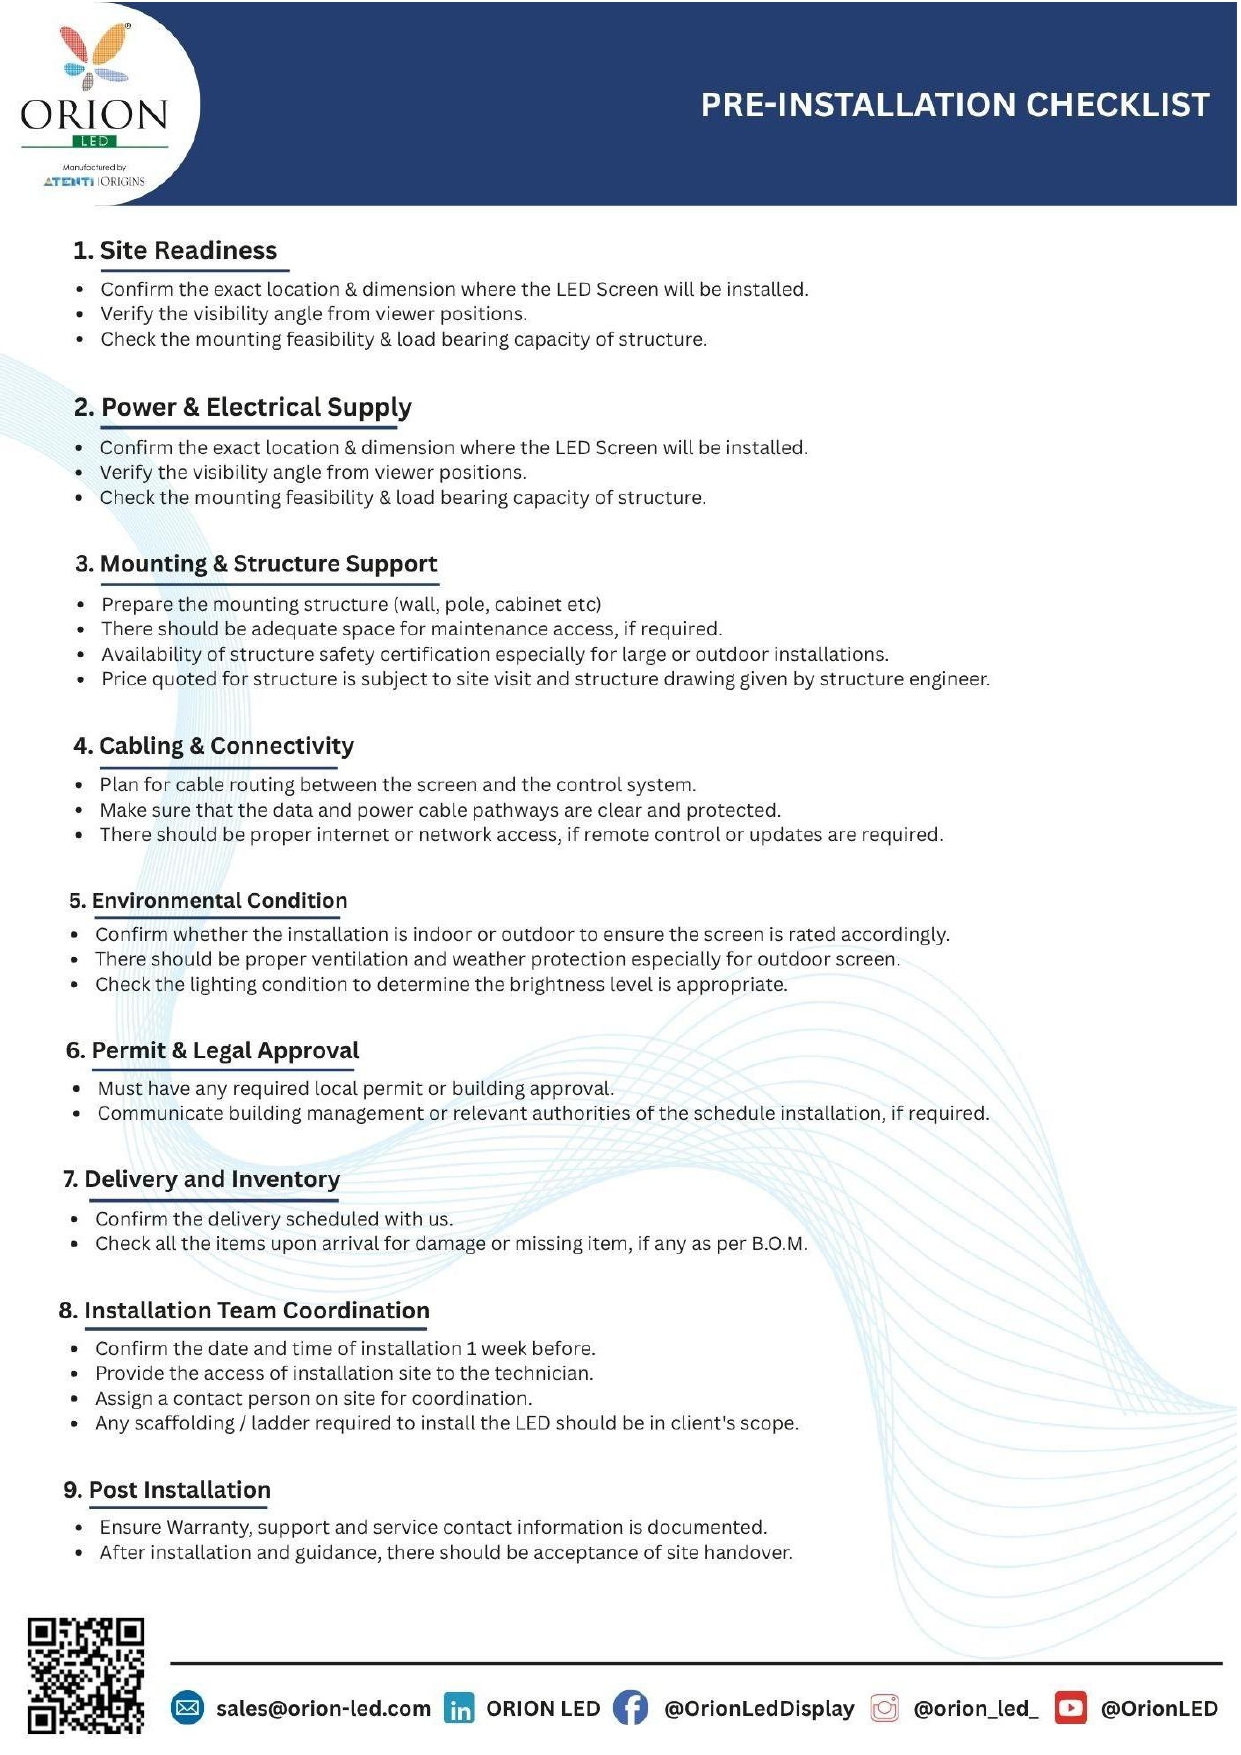 ORION
LED
Manufactured by
ATENTI ORIGINS
PRE-INSTALLATION CHECKLIST
1. Site Readiness
• Confirm the exact location & dimension where the LED Screen will be installed.
• Verify the visibility angle from viewer positions.
• Check the mounting feasibility & load bearing capacity of structure.
2. Power & Electrical Supply
• Confirm the exact location & dimension where the LED Screen will be installed.
• Verify the visibility angle from viewer positions.
• Check the mounting feasibility & load bearing capacity of structure.
3. Mounting & Structure Support
• Prepare the mounting structure (wall, pole, cabinet etc)
• There should be adequate space for maintenance access, if required.
• Availability of structure safety certification especially for large or outdoor installations.
• Price quoted for structure is subject to site visit and structure drawing given by structure engineer.
4. Cabling & Connectivity
• Plan for cable routing between the screen and the control system.
• Make sure that the data and power cable pathways are clear and protected.
• There should be proper internet or network access, if remote control or updates are required.
5. Environmental Condition
• Confirm whether the installation is indoor or outdoor to ensure the screen is rated accordingly.
• There should be proper ventilation and weather protection especially for outdoor screen.
• Check the lighting condition to determine the brightness level is appropriate.
6. Permit & Legal Approval
• Must have any required local permit or building approval.
• Communicate building management or relevant authorities of the schedule installation, if required.
7. Delivery and Inventory
• Confirm the delivery scheduled with us.
• Check all the items upon arrival for damage or missing item, if any as per B.O.M.
8. Installation Team Coordination
• Confirm the date and time of installation 1 week before.
• Provide the access of installation site to the technician.
• Assign a contact person on site for coordination.
• Any scaffolding / ladder required to install the LED should be in client's scope.
9. Post Installation
• Ensure Warranty, support and service contact information is documented.
• After installation and guidance, there should be acceptance of site handover.
sales@orion-led.com in ORION LED f @OrionLedDisplay @orion_led_ @OrionLED